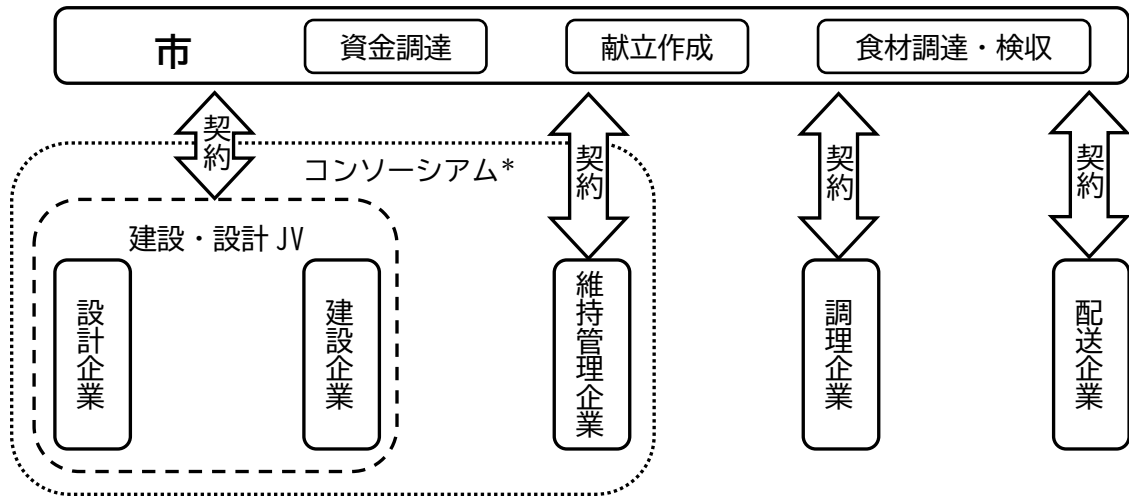 市
資金調達
献立作成
食材調達・検収
契約
契約
契約
契約
コンソーシアム*
建設・設計 JV
設計企業
建設企業
維持管理企業
調理企業
配送企業